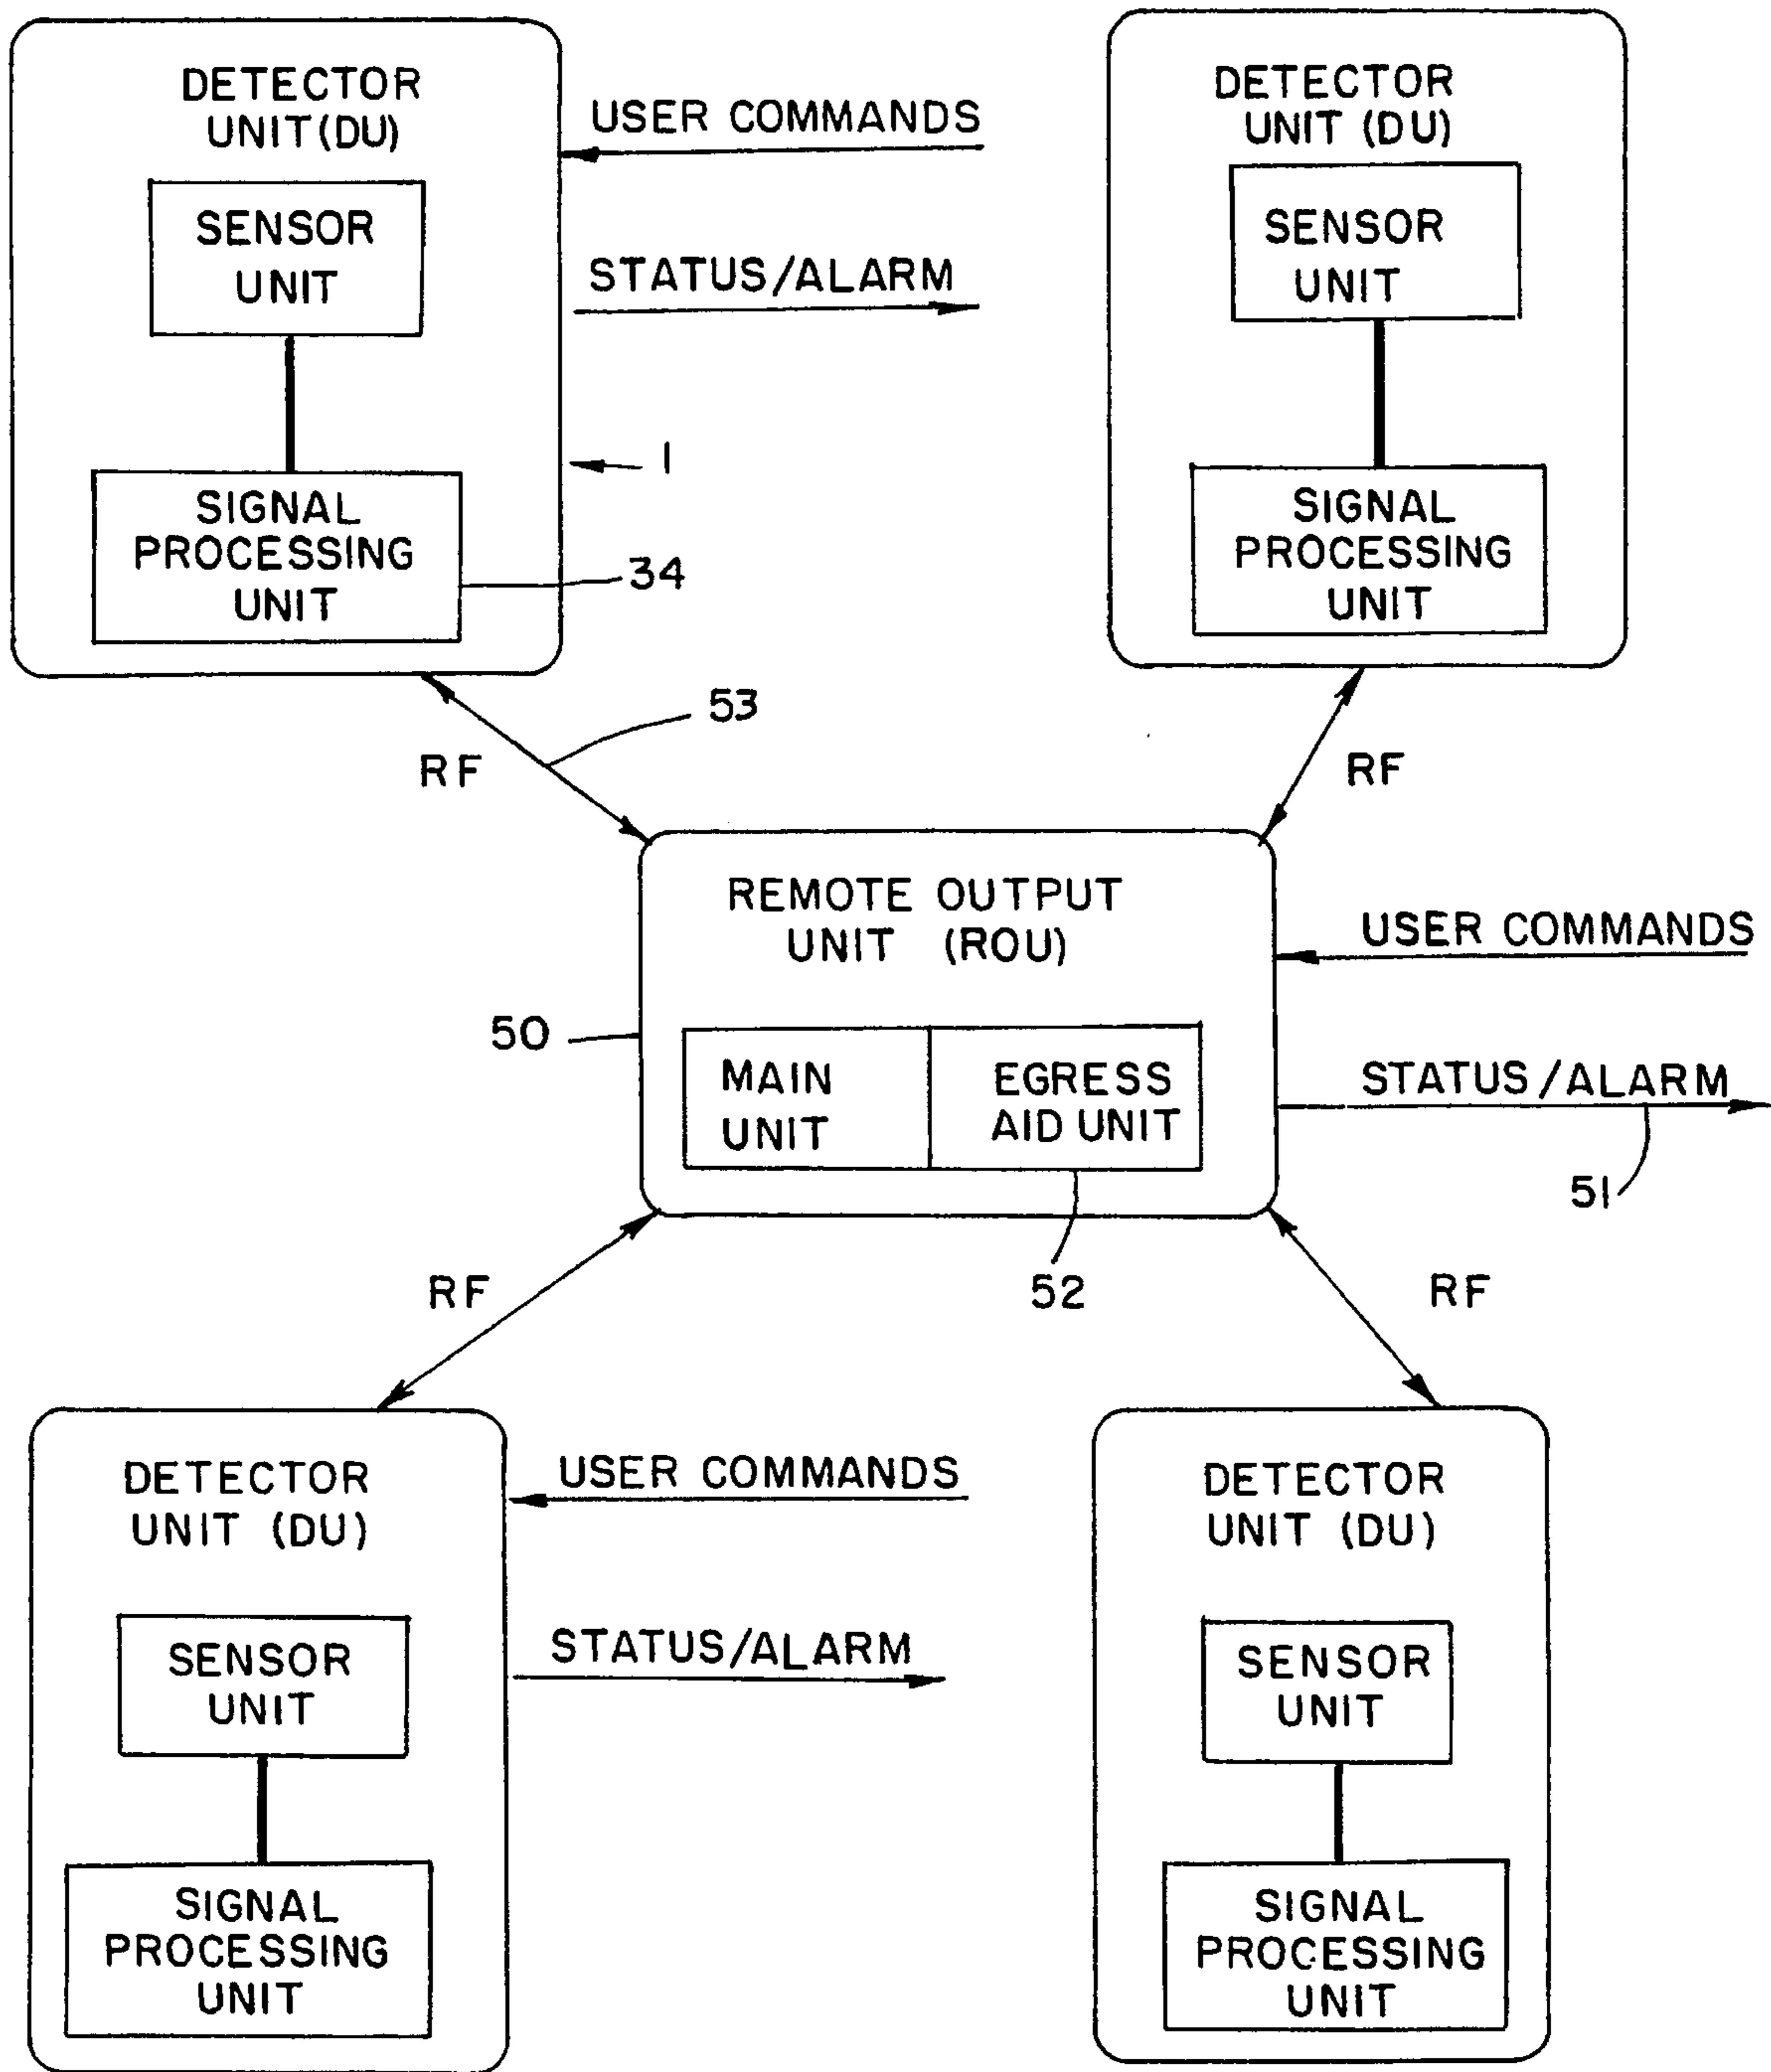 DETECTOR
UNIT (DU)
SENSOR
UNIT
SIGNAL
PROCESSING
UNIT
34
1
USER COMMANDS
STATUS/ALARM
DETECTOR
UNIT (DU)
SENSOR
UNIT
SIGNAL
PROCESSING
UNIT
53
RF
RF
REMOTE OUTPUT
UNIT (ROU)
50
MAIN
UNIT
EGRESS
AID UNIT
52
USER COMMANDS
STATUS/ALARM
51
RF
RF
DETECTOR
UNIT (DU)
SENSOR
UNIT
SIGNAL
PROCESSING
UNIT
USER COMMANDS
STATUS/ALARM
DETECTOR
UNIT (DU)
SENSOR
UNIT
SIGNAL
PROCESSING
UNIT